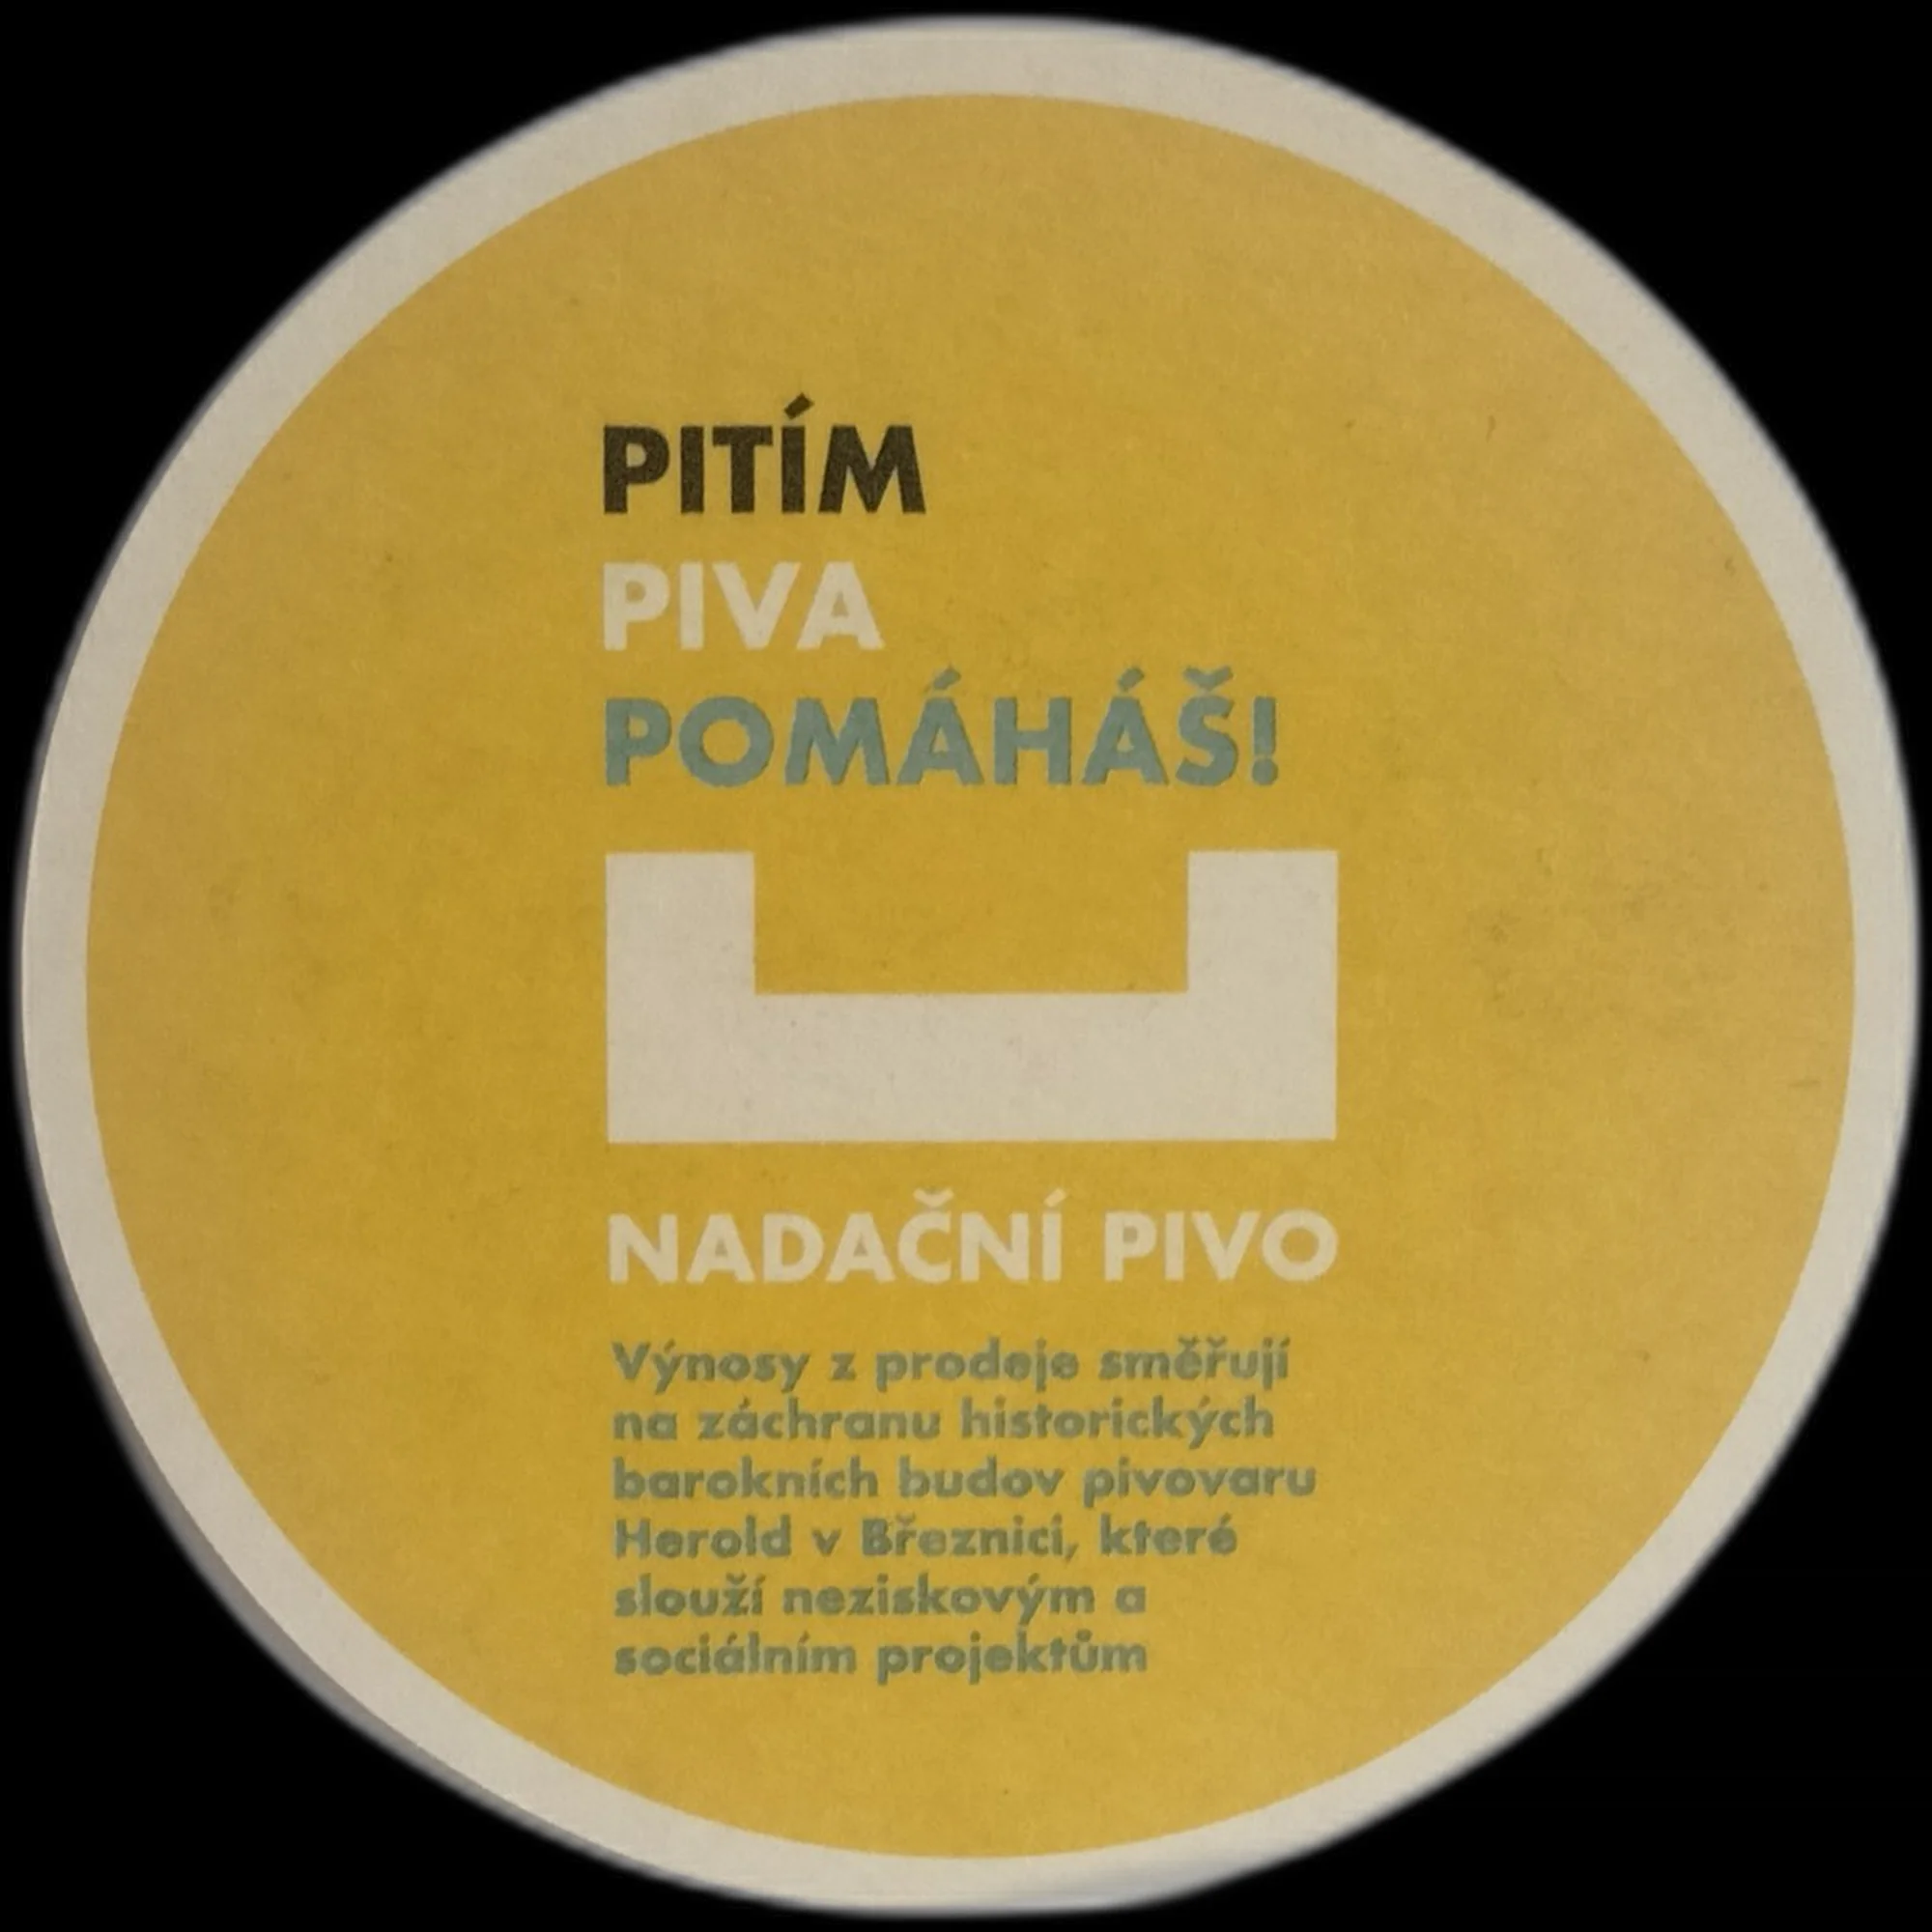 PITÍM
PIVA
POMÁHÁŠ!
NADAČNÍ PIVO
Výnosy z prodeje směřují
na záchranu historických
barokních budov pivovaru
Herold v Březnici, které
slouží neziskovým a
sociálním projektům